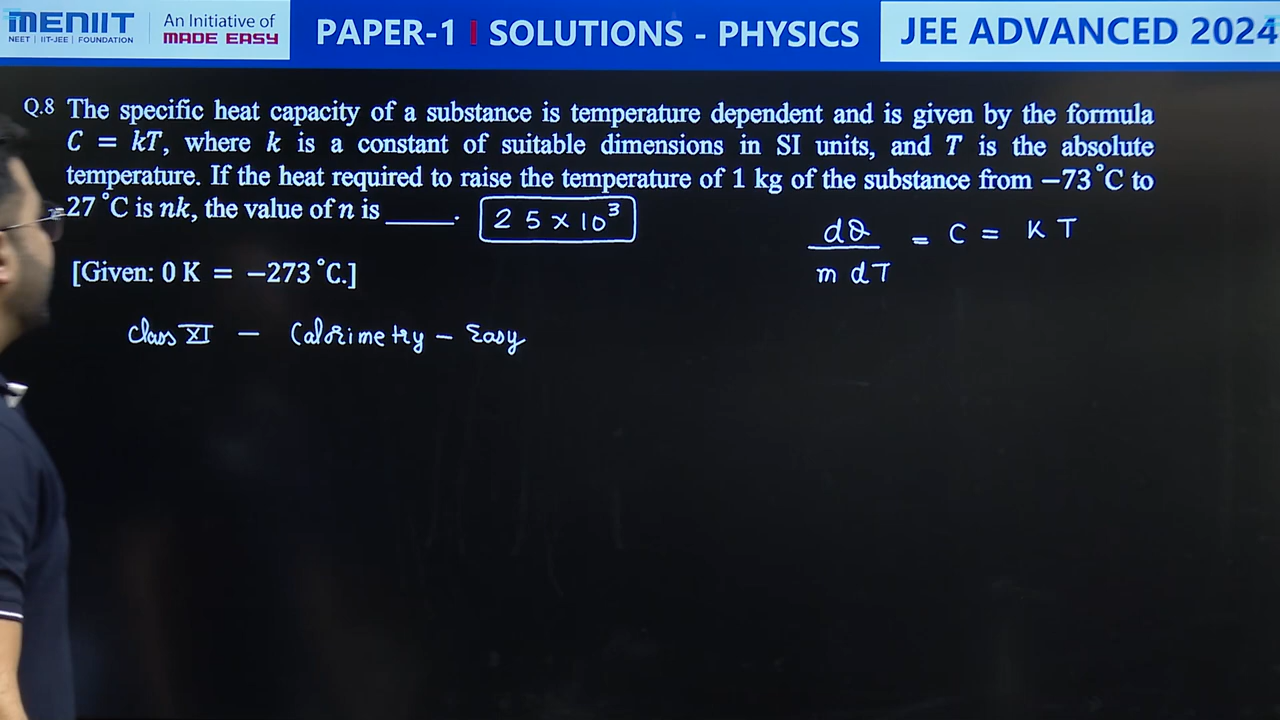 MENIIT
NEET | IIT-JEE | FOUNDATION
An Initiative of
MADE EASY
PAPER-1 | SOLUTIONS - PHYSICS
JEE ADVANCED 2024
Q.8 The specific heat capacity of a substance is temperature dependent and is given by the formula
C = kT, where k is a constant of suitable dimensions in SI units, and T is the absolute
temperature. If the heat required to raise the temperature of 1 kg of the substance from −73 °C to
27 °C is nk, the value of n is ______. 25 × 10³
[Given: 0 K = −273 °C.]
dQ / m dT = C = K T
Class XI – Calorimetry – Easy